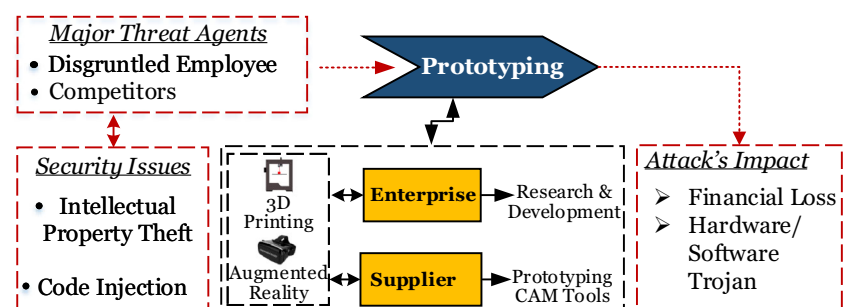 Major Threat Agents
• Disgruntled Employee
• Competitors
Prototyping
Security Issues
• Intellectual
Property Theft
• Code Injection
3D
Printing
Augmented
Reality
Enterprise
Research &
Development
Supplier
Prototyping
CAM Tools
Attack's Impact
➢ Financial Loss
➢ Hardware/
Software
Trojan